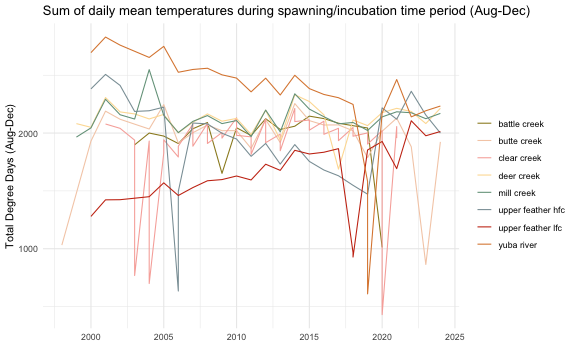 Sum of daily mean temperatures during spawning/incubation time period (Aug-Dec)
Total Degree Days (Aug-Dec)
2000
1000
2000
2005
2010
2015
2020
2025
battle creek
butte creek
clear creek
deer creek
mill creek
upper feather hfc
upper feather lfc
yuba river